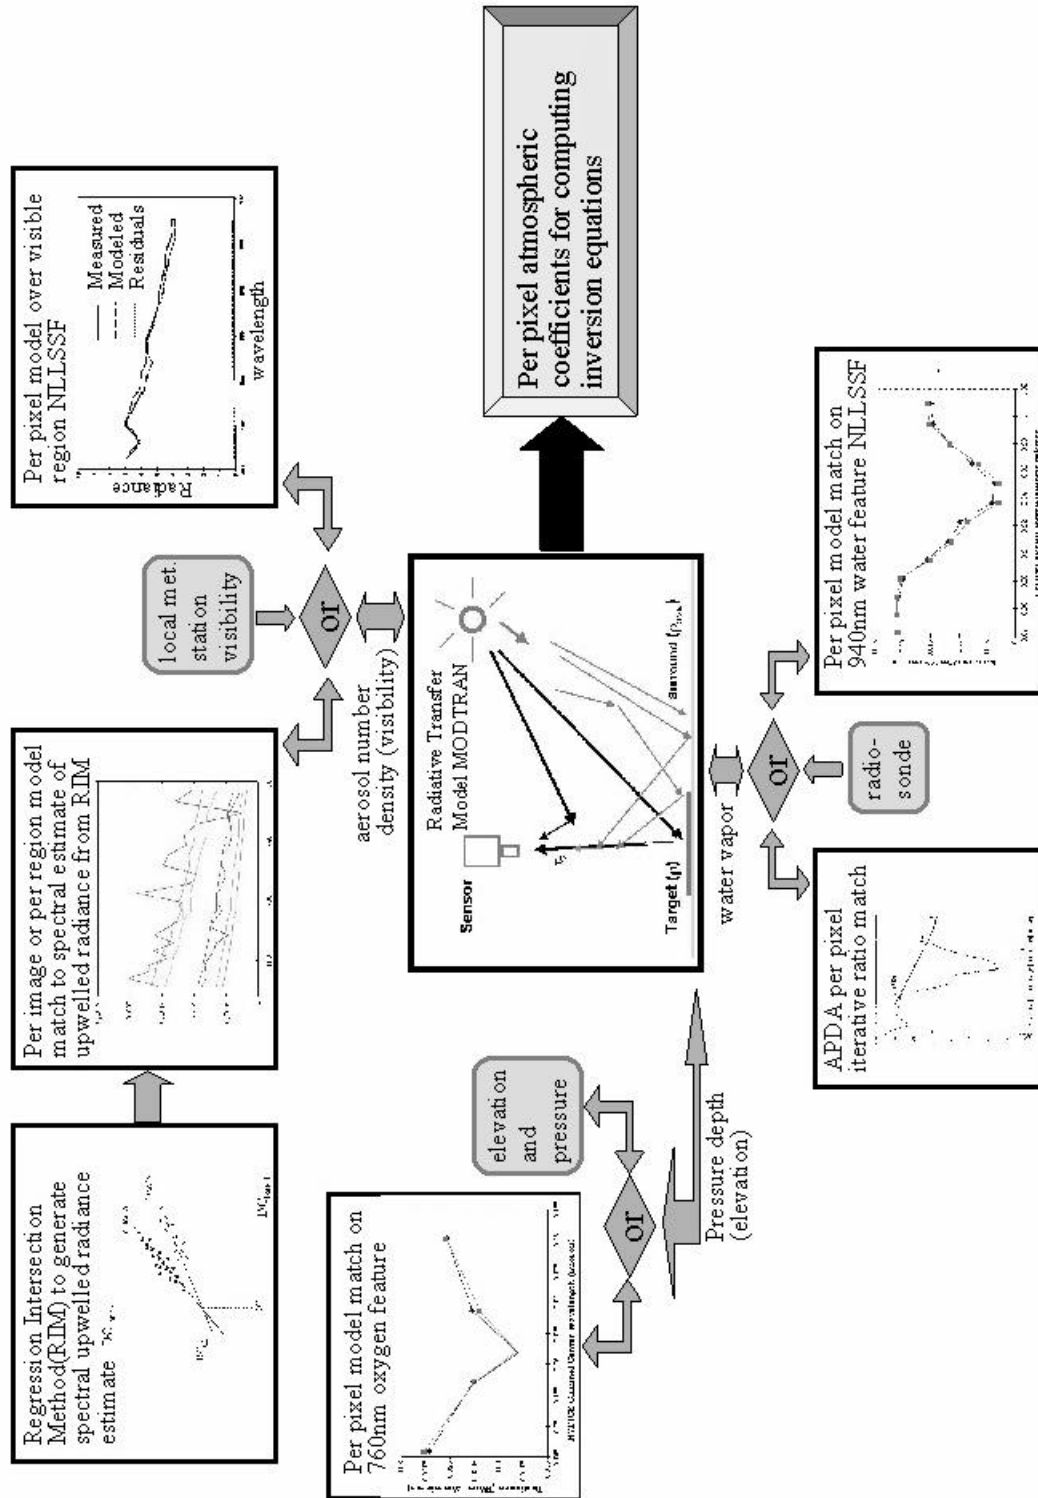 Regression Intersection
Method(RIM) to generate
spectral upwelled radiance
estimate
Per image or per region model
match to spectral estimate of
upwelled radiance from RIM
local met.
station
visibility
or
Per pixel model over visible
region NLLSSF
Measured
Modeled
Residuals
Radiance
wavelength
aerosol number
density (visibility)
Per pixel model match on
760nm oxygen feature
elevation
and
pressure
or
Pressure depth
(elevation)
Radiative Transfer
Model MODTRAN
Sensor
Target (ρ)
Per pixel atmospheric
coefficients for computing
inversion equations
water vapor
or
APDA per pixel
iterative ratio match
radio-
sonde
Per pixel model match on
940nm water feature NLLSSF